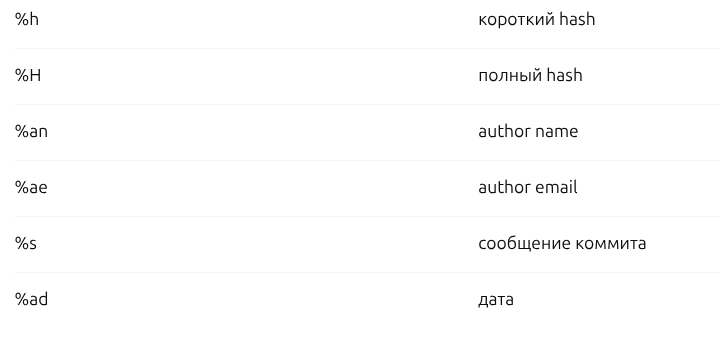 %h короткий hash
%H полный hash
%an author name
%ae author email
%s сообщение коммита
%ad дата